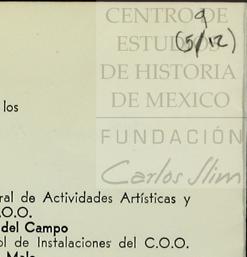 CENTRO DE
ESTUDIOS
DE HISTORIA
DE MEXICO
FUNDACIÓN
Carlos Slim
9
(5/12)
los
ral de Actividades Artísticas y
.O.O.
del Campo
ol de Instalaciones del C.O.O.